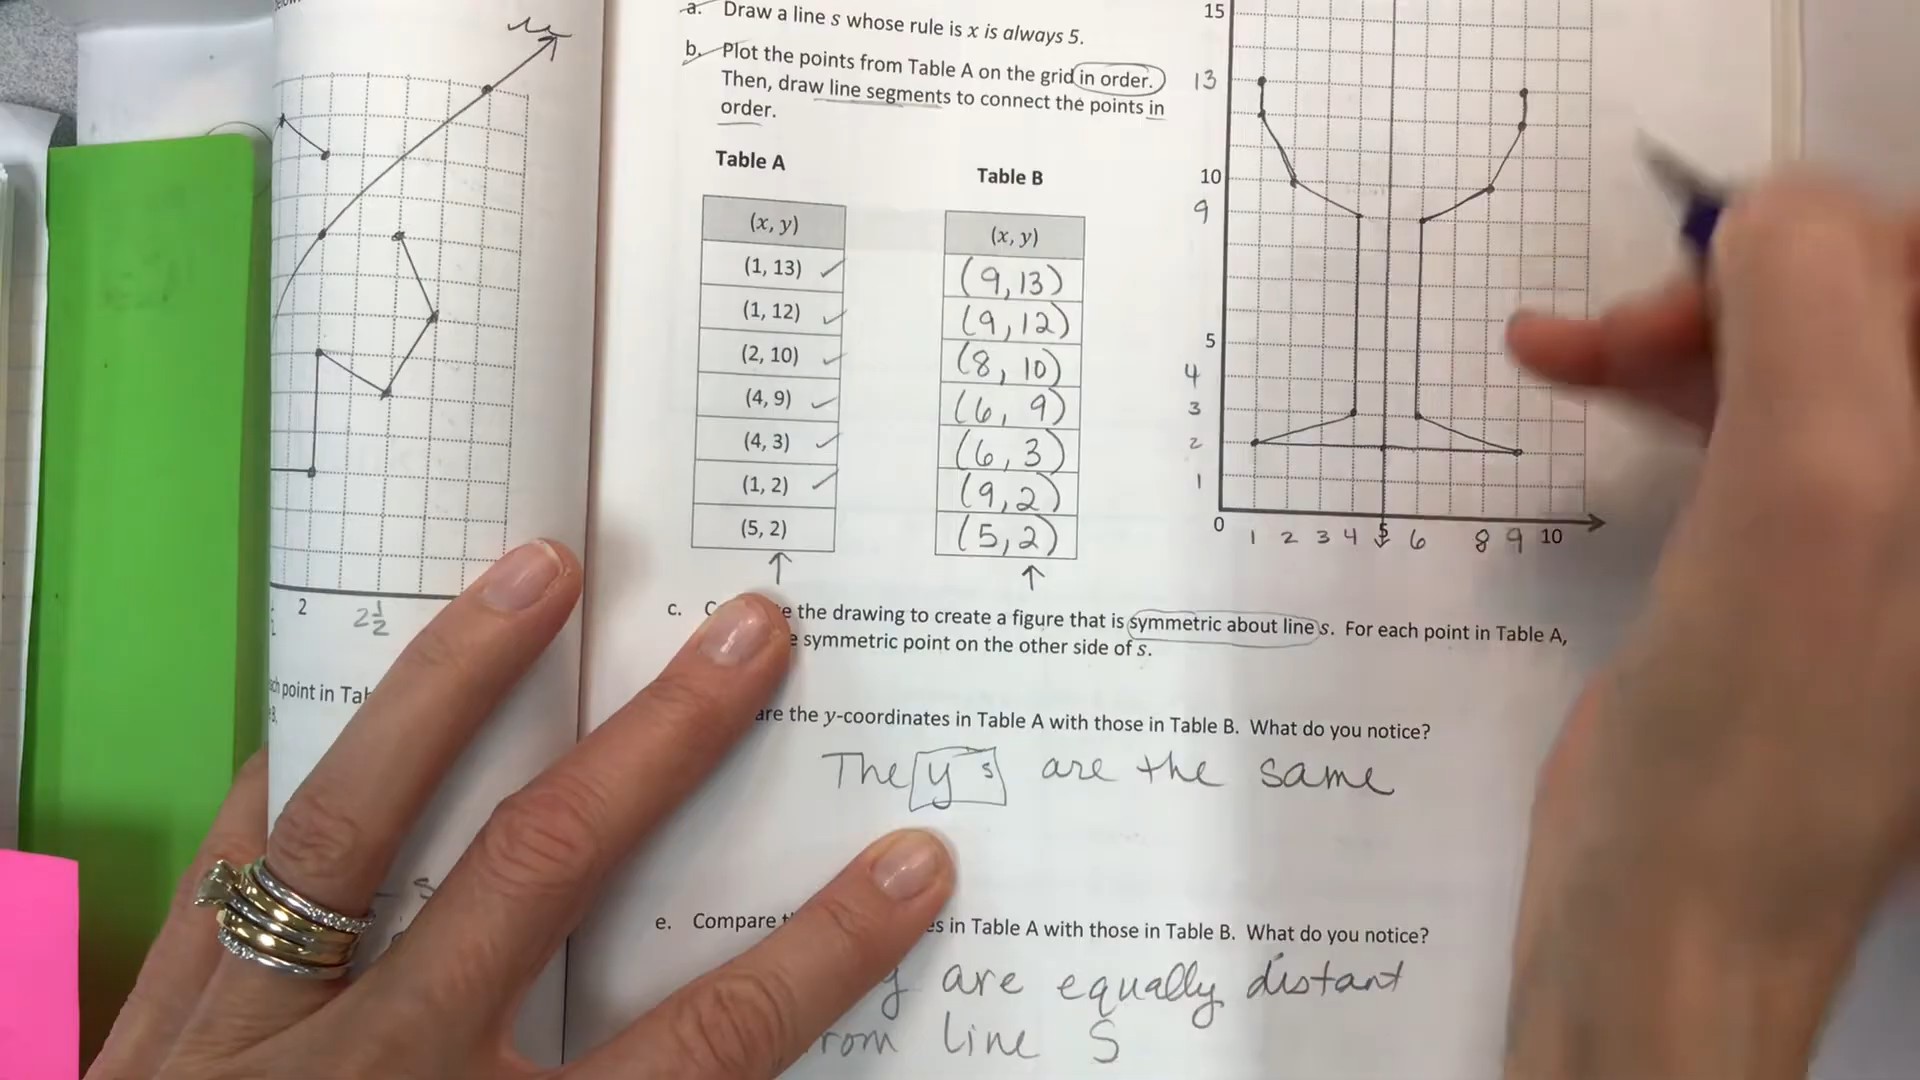 a. Draw a line s whose rule is x is always 5.
b. Plot the points from Table A on the grid in order.
Then, draw line segments to connect the points in
order.
Table A
(x, y)
(1, 13)
(1, 12)
(2, 10)
(4, 9)
(4, 3)
(1, 2)
(5, 2)
Table B
(x, y)
(9,13)
(9,12)
(8, 10)
(6, 9)
(6, 3)
(9,2)
(5,2)
15
13
10
9
5
4
3
2
1
0
1 2 3 4 5 6 8 9 10
2 2½
c. the drawing to create a figure that is symmetric about line s. For each point in Table A,
symmetric point on the other side of s.
point in
are the y-coordinates in Table A with those in Table B. What do you notice?
The y s are the same
e. Compare in Table A with those in Table B. What do you notice?
are equally distant
line S